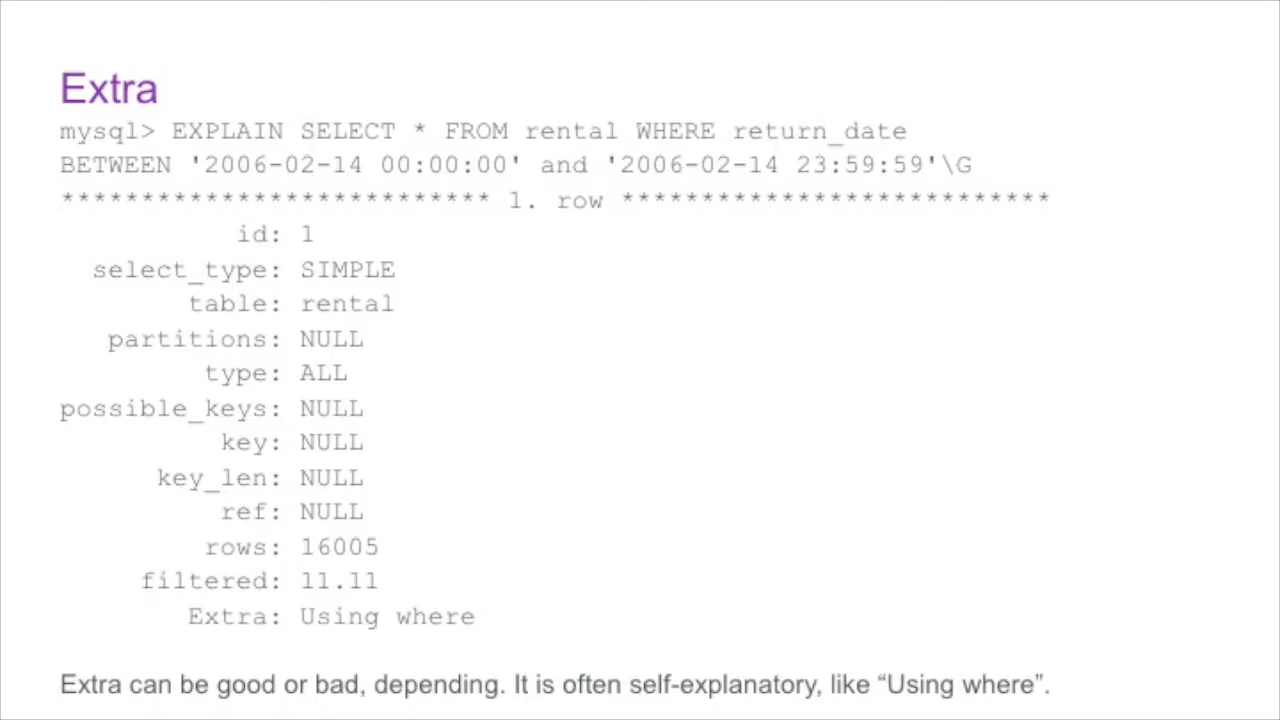 Extra
mysql> EXPLAIN SELECT * FROM rental WHERE return_date
BETWEEN '2006-02-14 00:00:00' and '2006-02-14 23:59:59'\G
*************************** 1. row ***************************
id: 1
select_type: SIMPLE
table: rental
partitions: NULL
type: ALL
possible_keys: NULL
key: NULL
key_len: NULL
ref: NULL
rows: 16005
filtered: 11.11
Extra: Using where
Extra can be good or bad, depending. It is often self-explanatory, like “Using where”.